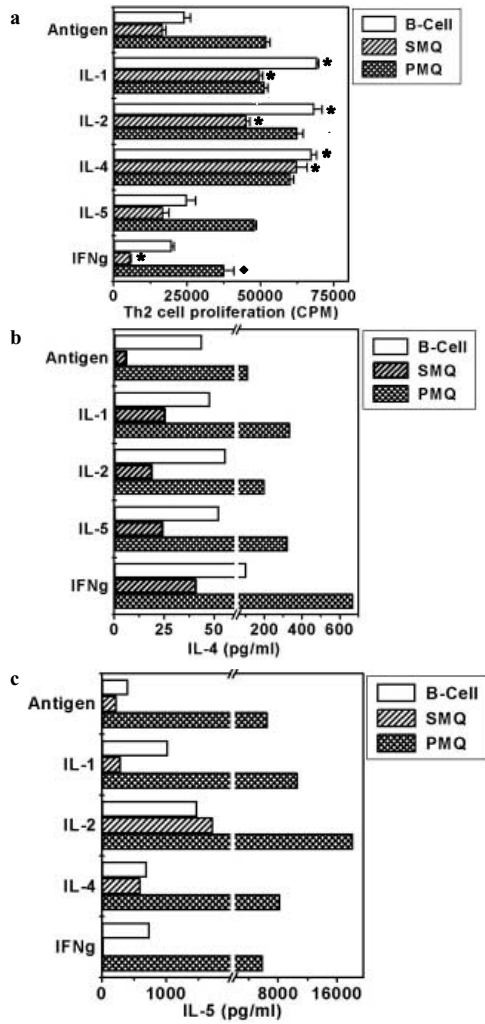 a
B-Cell
SMQ
PMQ
Antigen
IL-1
*
*
IL-2
*
*
IL-4
*
*
IL-5
IFNg
*
◆
0 25000 50000 75000
Th2 cell proliferation (CPM)
b
B-Cell
SMQ
PMQ
Antigen
IL-1
IL-2
IL-5
IFNg
0 25 50 200 400 600
IL-4 (pg/ml)
c
B-Cell
SMQ
PMQ
Antigen
IL-1
IL-2
IL-4
IFNg
0 1000 8000 16000
IL-5 (pg/ml)